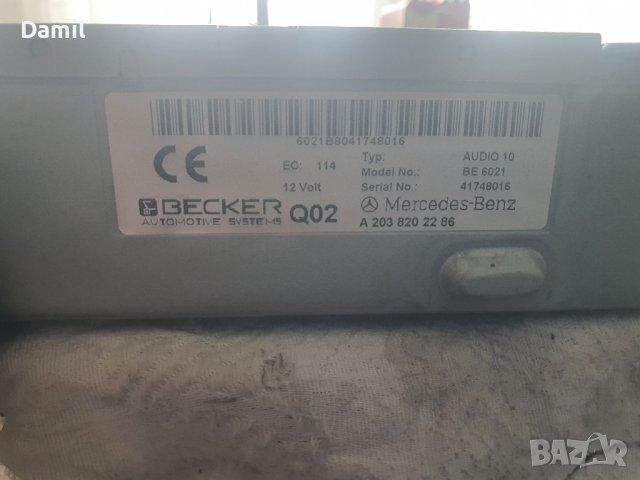 Damil
6021B8041748016
CE
EC: 114
12 Volt
Typ: AUDIO 10
Model No.: BE 6021
Serial No.: 41748016
BECKER
AUTOMOTIVE SYSTEMS
Q02
Mercedes-Benz
A 203 820 22 86
BAZAR